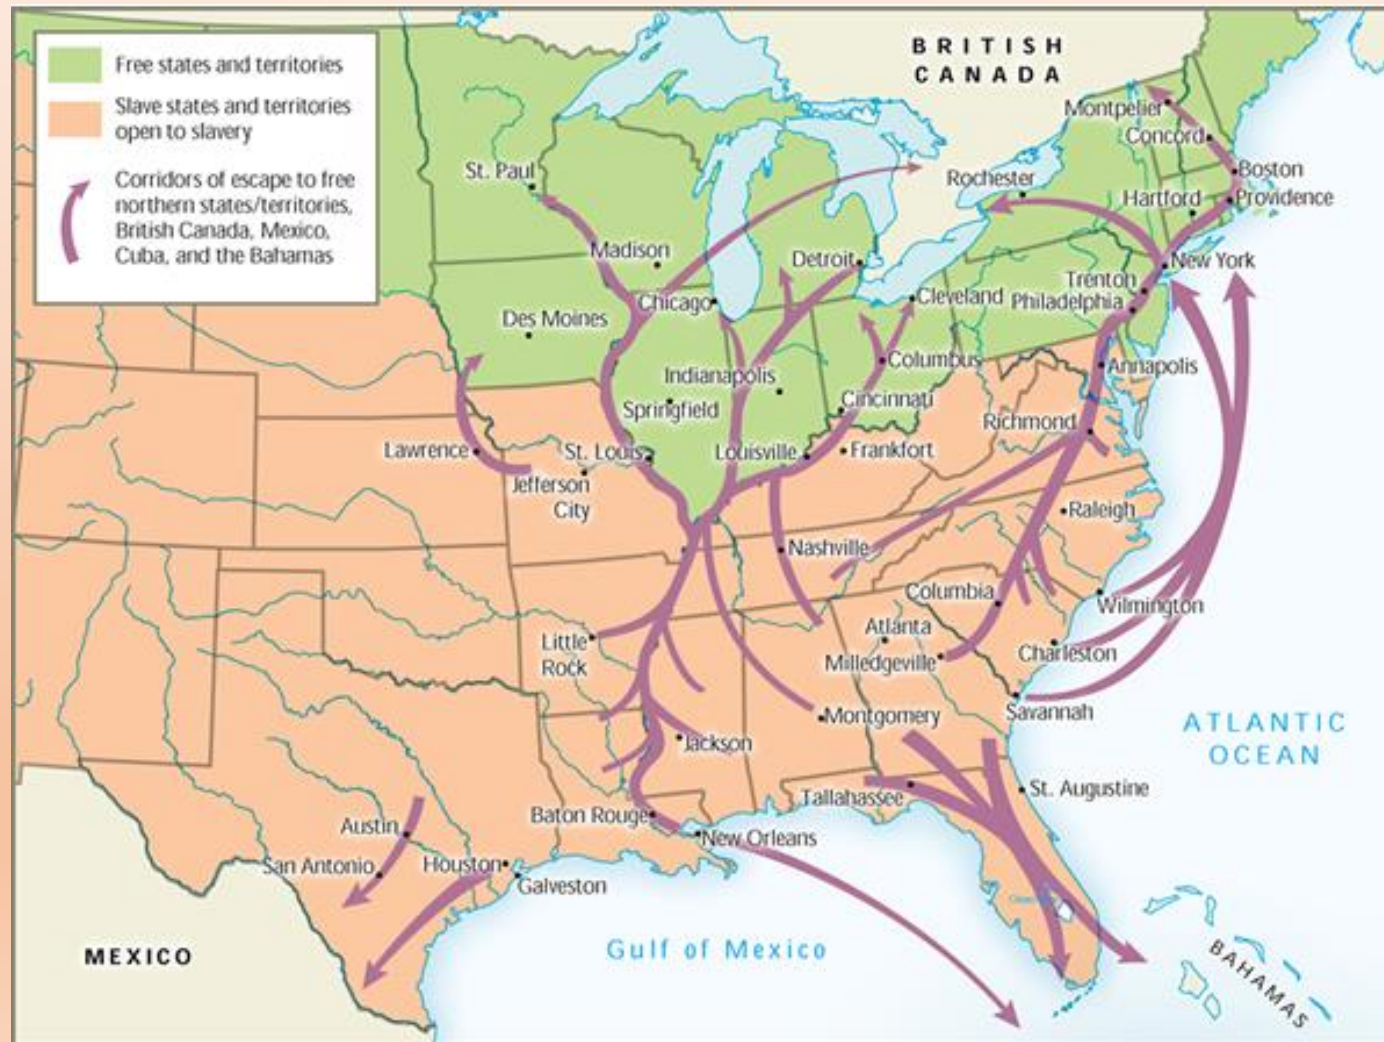 Free states and territories
Slave states and territories
open to slavery
Corridors of escape to free
northern states/territories,
British Canada, Mexico,
Cuba, and the Bahamas
BRITISH
CANADA
Montpelier
Concord
St. Paul
Rochester
Boston
Hartford
Providence
Madison
Detroit
New York
Trenton
Chicago
Cleveland
Philadelphia
Des Moines
Columbus
Annapolis
Indianapolis
Springfield
Cincinnati
Richmond
Lawrence
St. Louis
Louisville
Frankfort
Jefferson
City
Raleigh
Nashville
Columbia
Wilmington
Little
Rock
Atlanta
Milledgeville
Charleston
Montgomery
Savannah
Jackson
ATLANTIC
OCEAN
Tallahassee
St. Augustine
Baton Rouge
Austin
New Orleans
San Antonio
Houston
Galveston
MEXICO
Gulf of Mexico
BAHAMAS